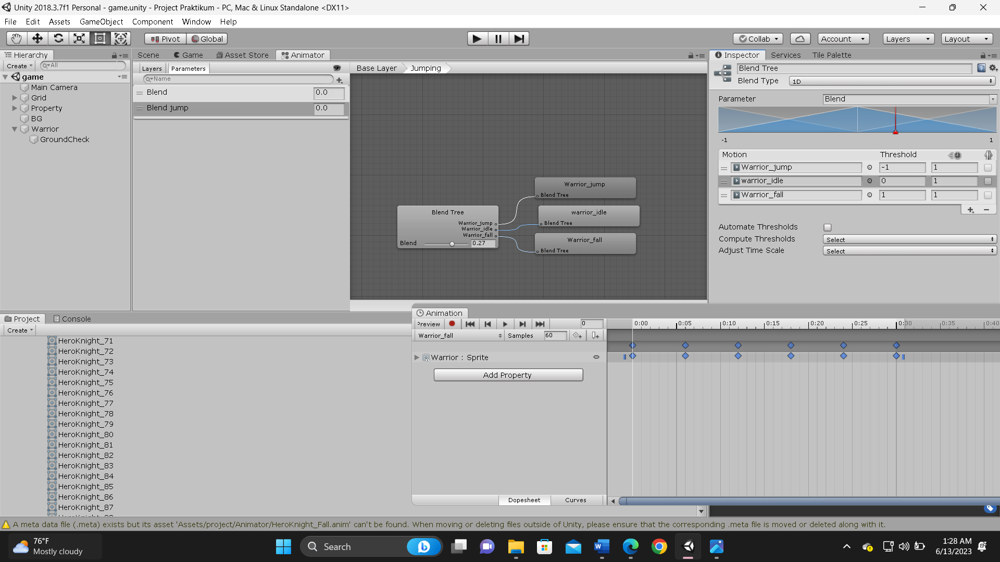 Unity 2018.3.7f1 Personal - game.unity - Project Praktikum - PC, Mac & Linux Standalone <DX11>
File Edit Assets GameObject Component Window Help
Pivot Global Collab Account Layers Layout
Hierarchy
Create All
game
Main Camera
Grid
Property
BG
Warrior
GroundCheck
Scene Game Asset Store Animator
Layers Parameters
Name
Blend 0.0
Blend jump 0.0
Base Layer Jumping
Blend Tree
Warrior_jump
Warrior_idle
Warrior_fall
Blend 0.27
Warrior_jump
Blend Tree
warrior_idle
Blend Tree
Warrior_fall
Blend Tree
Inspector Services Tile Palette
Blend Tree
Blend Type 1D
Parameter Blend
-1 1
Motion Threshold
Warrior_jump -1 1
warrior_idle 0 1
Warrior_fall 1 1
Automate Thresholds
Compute Thresholds Select
Adjust Time Scale Select
Project Console
Create
HeroKnight_71
HeroKnight_72
HeroKnight_73
HeroKnight_74
HeroKnight_75
HeroKnight_76
HeroKnight_77
HeroKnight_78
HeroKnight_79
HeroKnight_80
HeroKnight_81
HeroKnight_82
HeroKnight_83
HeroKnight_84
HeroKnight_85
HeroKnight_86
HeroKnight_87
Animation
Preview 0
0:00 0:05 0:10 0:15 0:20 0:25 0:30 0:35 0:40
Warrior_fall Samples 60
Warrior : Sprite
Add Property
Dopesheet Curves
A meta data file (.meta) exists but its asset 'Assets/project/Animator/HeroKnight_Fall.anim' can't be found. When moving or deleting files outside of Unity, please ensure that the corresponding .meta file is moved or deleted along with it.
76°F
Mostly cloudy
Search
1:28 AM
6/13/2023